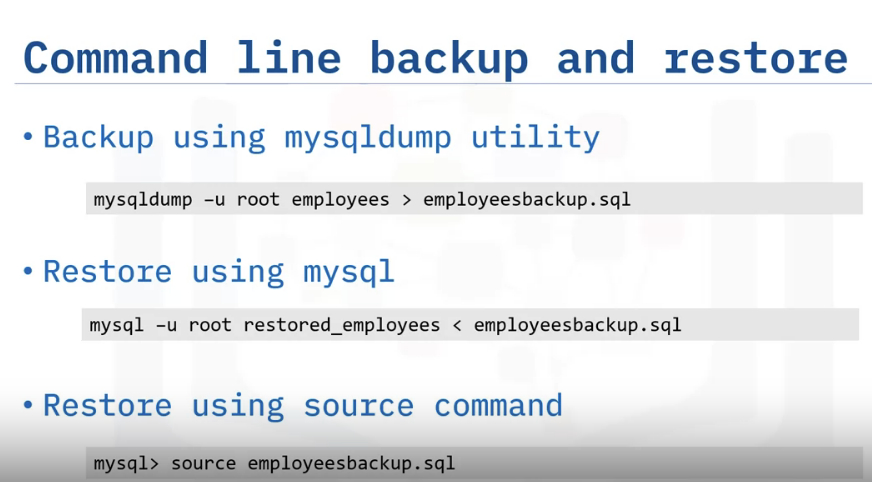 Command line backup and restore
• Backup using mysqldump utility
mysqldump –u root employees > employeesbackup.sql
• Restore using mysql
mysql –u root restored_employees < employeesbackup.sql
• Restore using source command
mysql> source employeesbackup.sql